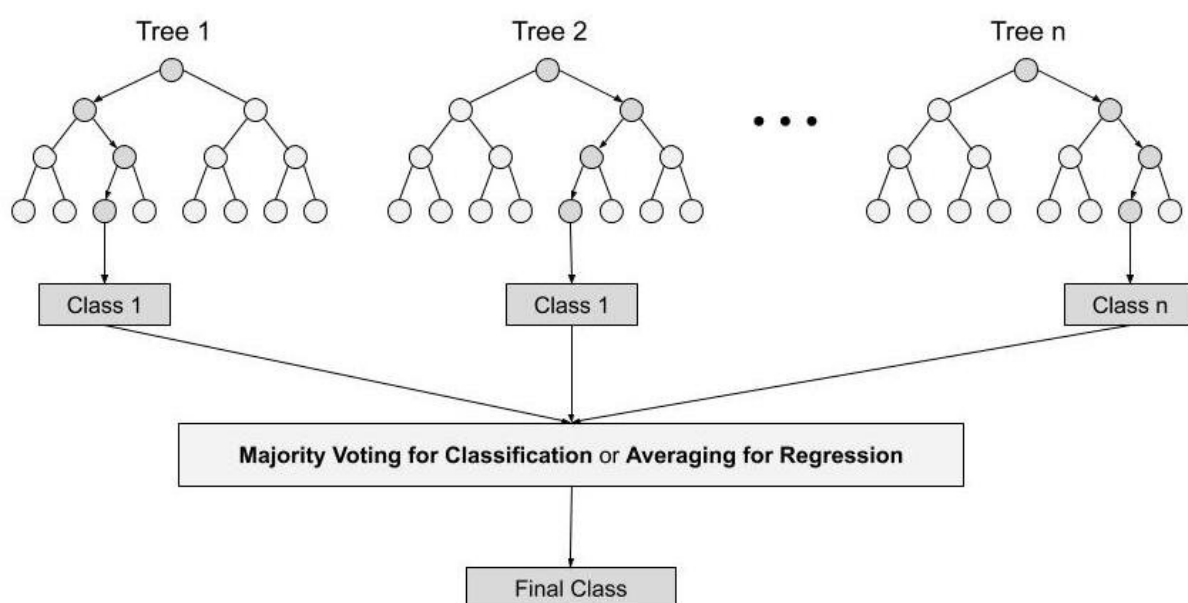 Tree 1
Tree 2
Tree n
Class 1
Class 1
Class n
Majority Voting for Classification or Averaging for Regression
Final Class